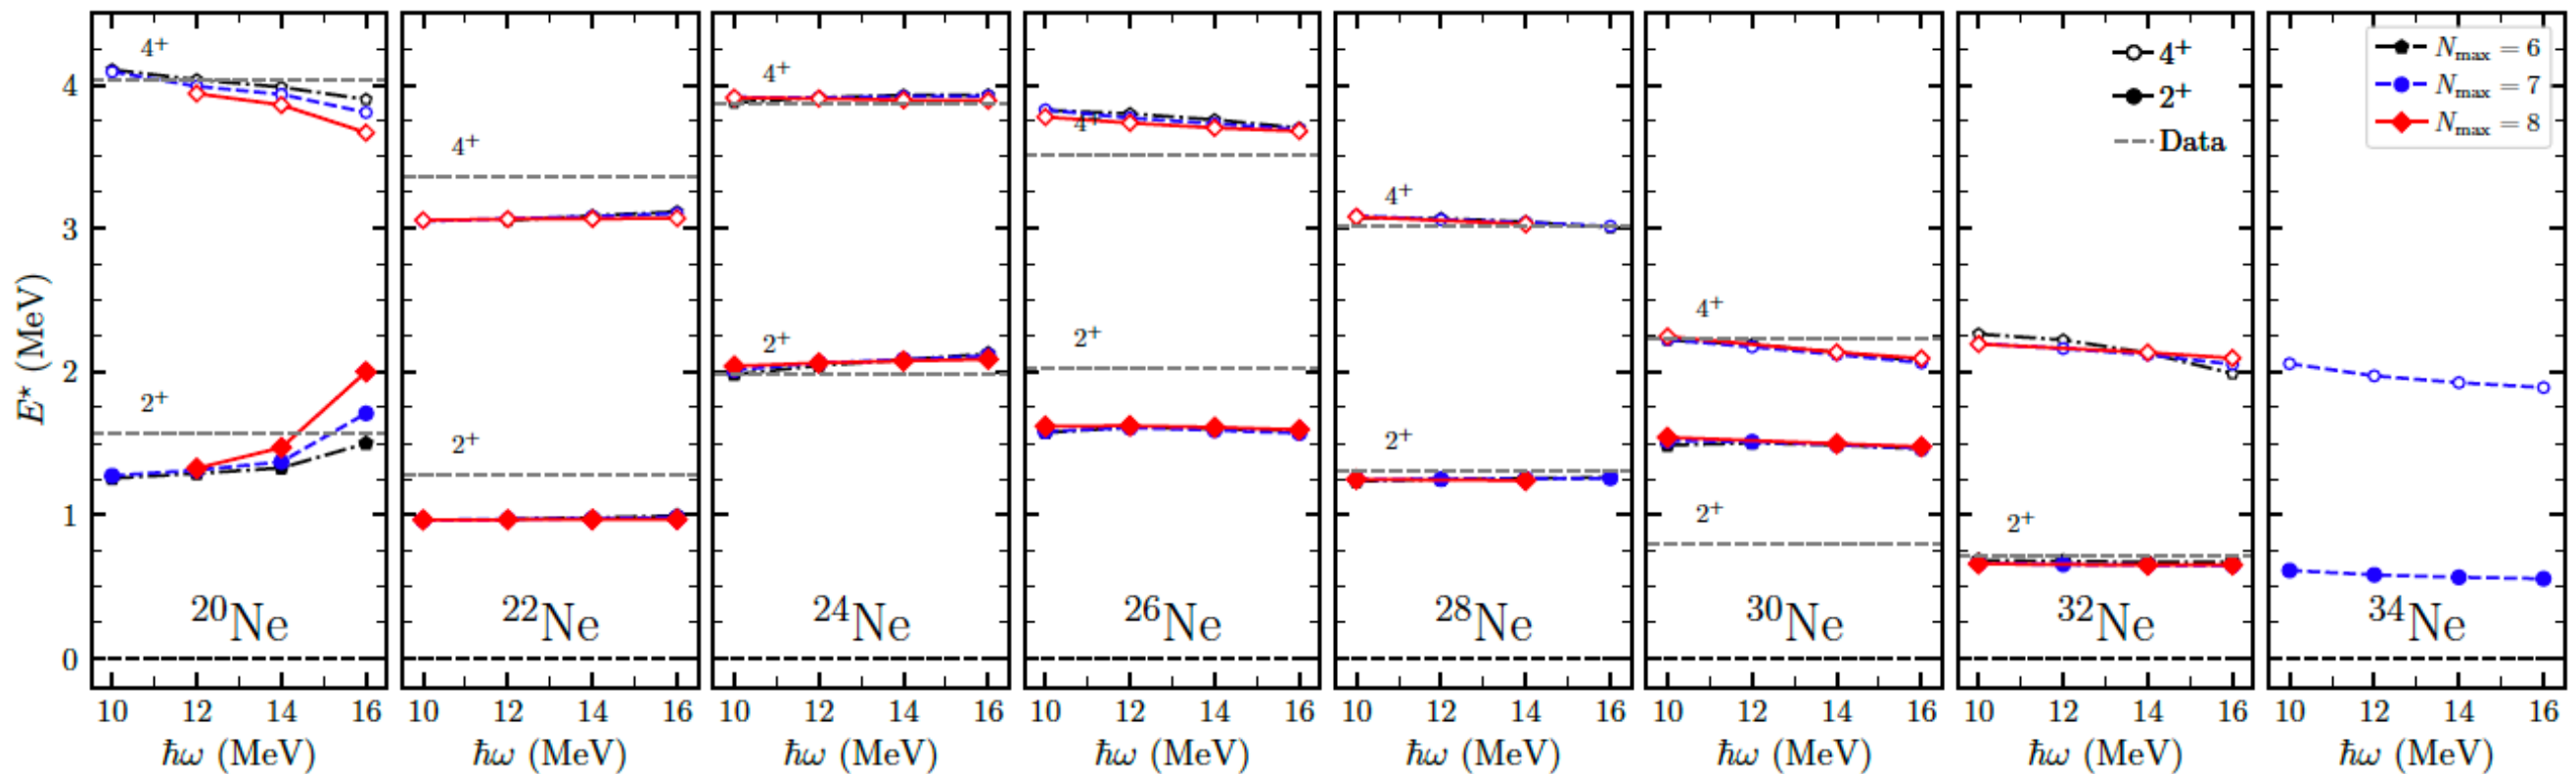 E* (MeV)
4
3
2
1
0
4⁺
2⁺
²⁰Ne
10 12 14 16
ħω (MeV)
4⁺
2⁺
²²Ne
10 12 14 16
ħω (MeV)
4⁺
2⁺
²⁴Ne
10 12 14 16
ħω (MeV)
4⁺
2⁺
²⁶Ne
10 12 14 16
ħω (MeV)
4⁺
2⁺
²⁸Ne
10 12 14 16
ħω (MeV)
4⁺
2⁺
³⁰Ne
10 12 14 16
ħω (MeV)
4⁺
2⁺
Data
2⁺
³²Ne
10 12 14 16
ħω (MeV)
Nmax = 6
Nmax = 7
Nmax = 8
³⁴Ne
10 12 14 16
ħω (MeV)